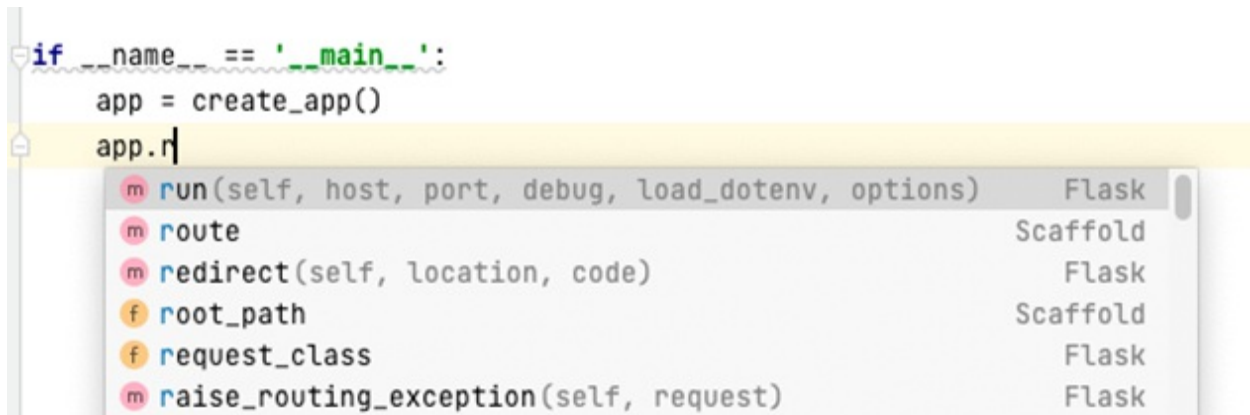 if __name__ == '__main__':
app = create_app()
app.r
m run(self, host, port, debug, load_dotenv, options) Flask
m route Scaffold
m redirect(self, location, code) Flask
f root_path Scaffold
f request_class Flask
m raise_routing_exception(self, request) Flask